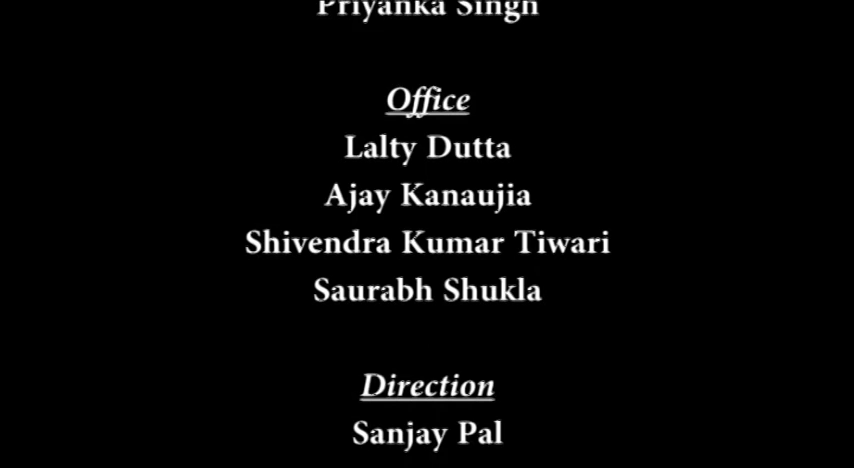 Priyanka Singh
Office
Lalty Dutta
Ajay Kanaujia
Shivendra Kumar Tiwari
Saurabh Shukla
Direction
Sanjay Pal